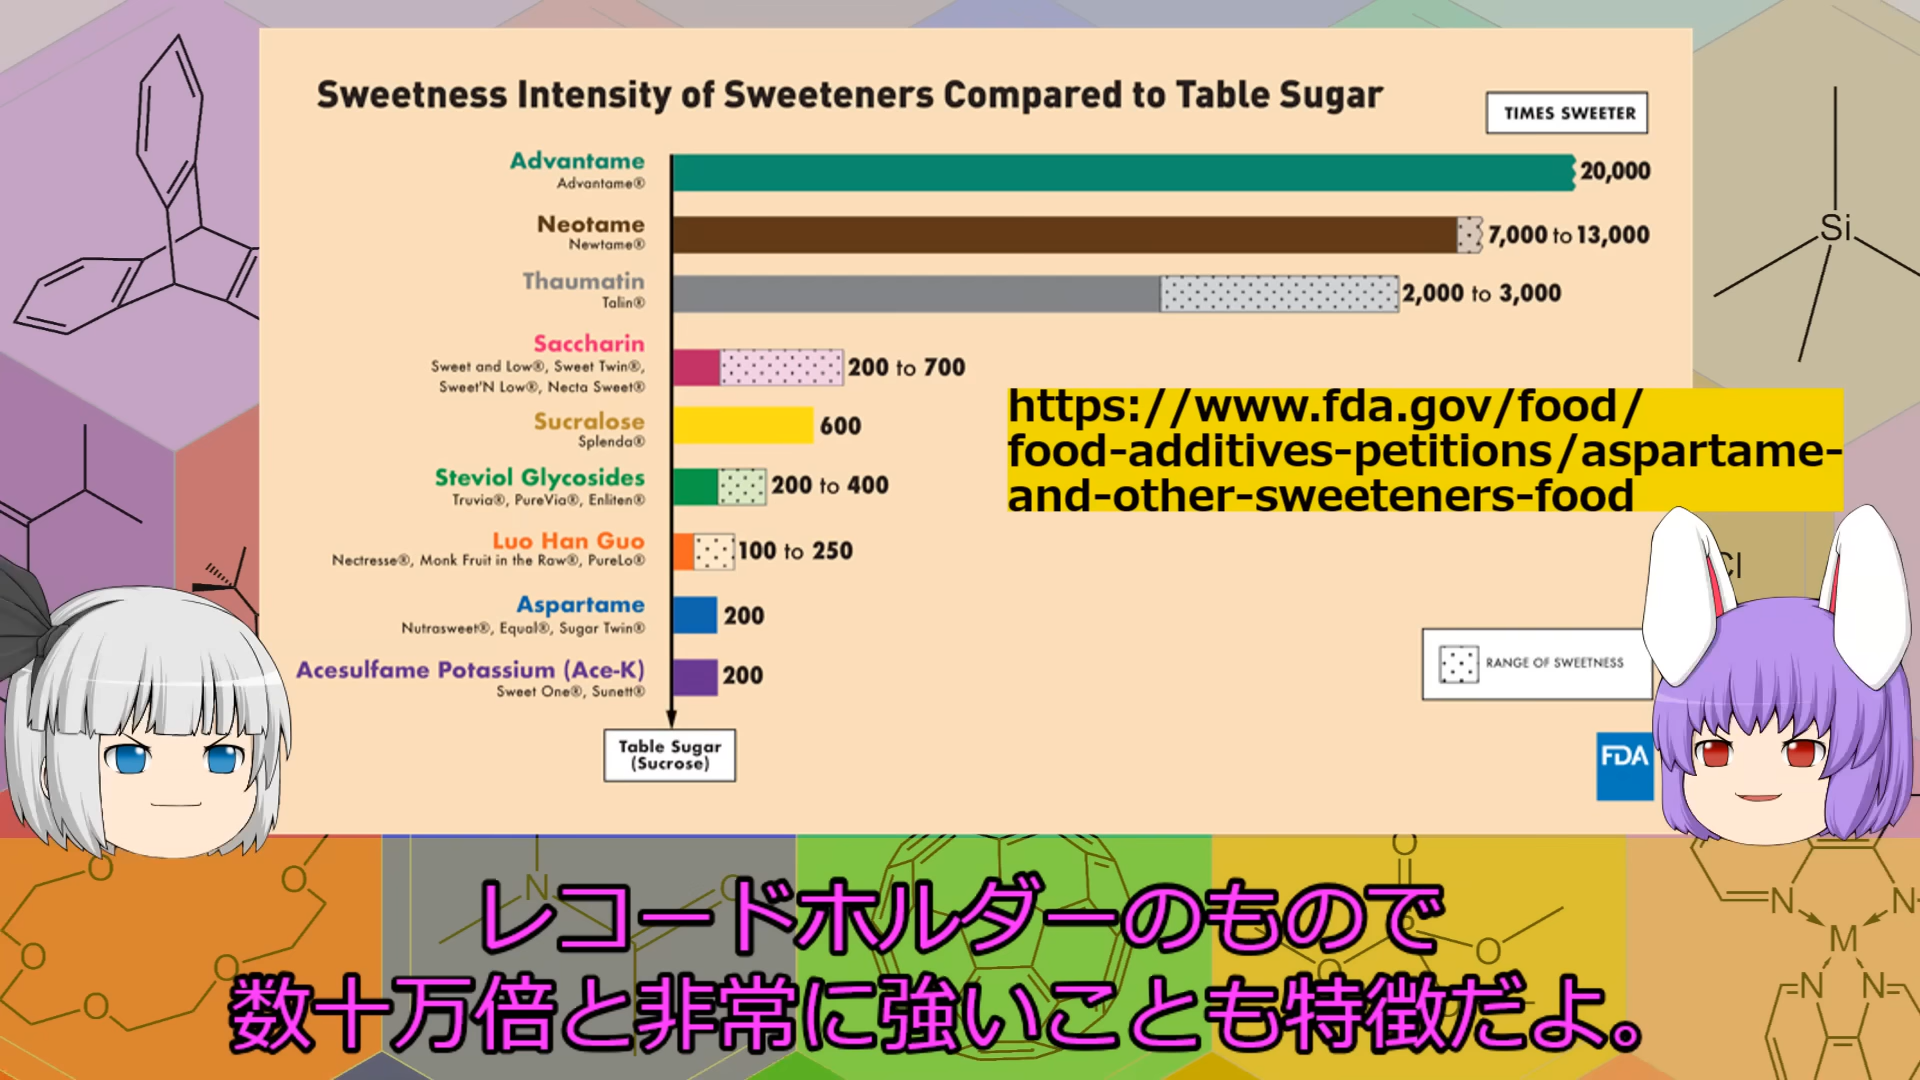 Sweetness Intensity of Sweeteners Compared to Table Sugar
TIMES SWEETER
Advantame
Advantame®
20,000
Neotame
Newtame®
7,000 to 13,000
Thaumatin
Talin®
2,000 to 3,000
Saccharin
Sweet and Low®, Sweet Twin®,
Sweet'N Low®, Necta Sweet®
200 to 700
Sucralose
Splenda®
600
Steviol Glycosides
Truvia®, PureVia®, Enliten®
200 to 400
Luo Han Guo
Nectresse®, Monk Fruit in the Raw®, PureLo®
100 to 250
Aspartame
Nutrasweet®, Equal®, Sugar Twin®
200
Acesulfame Potassium (Ace-K)
Sweet One®, Sunett®
200
Table Sugar
(Sucrose)
https://www.fda.gov/food/
food-additives-petitions/aspartame-
and-other-sweeteners-food
RANGE OF SWEETNESS
FDA
Si
Cl
O
O
O
O
O
N
O
O
O
O
N
N
M
N
N
レコードホルダーのもので
数十万倍と非常に強いことも特徴だよ。